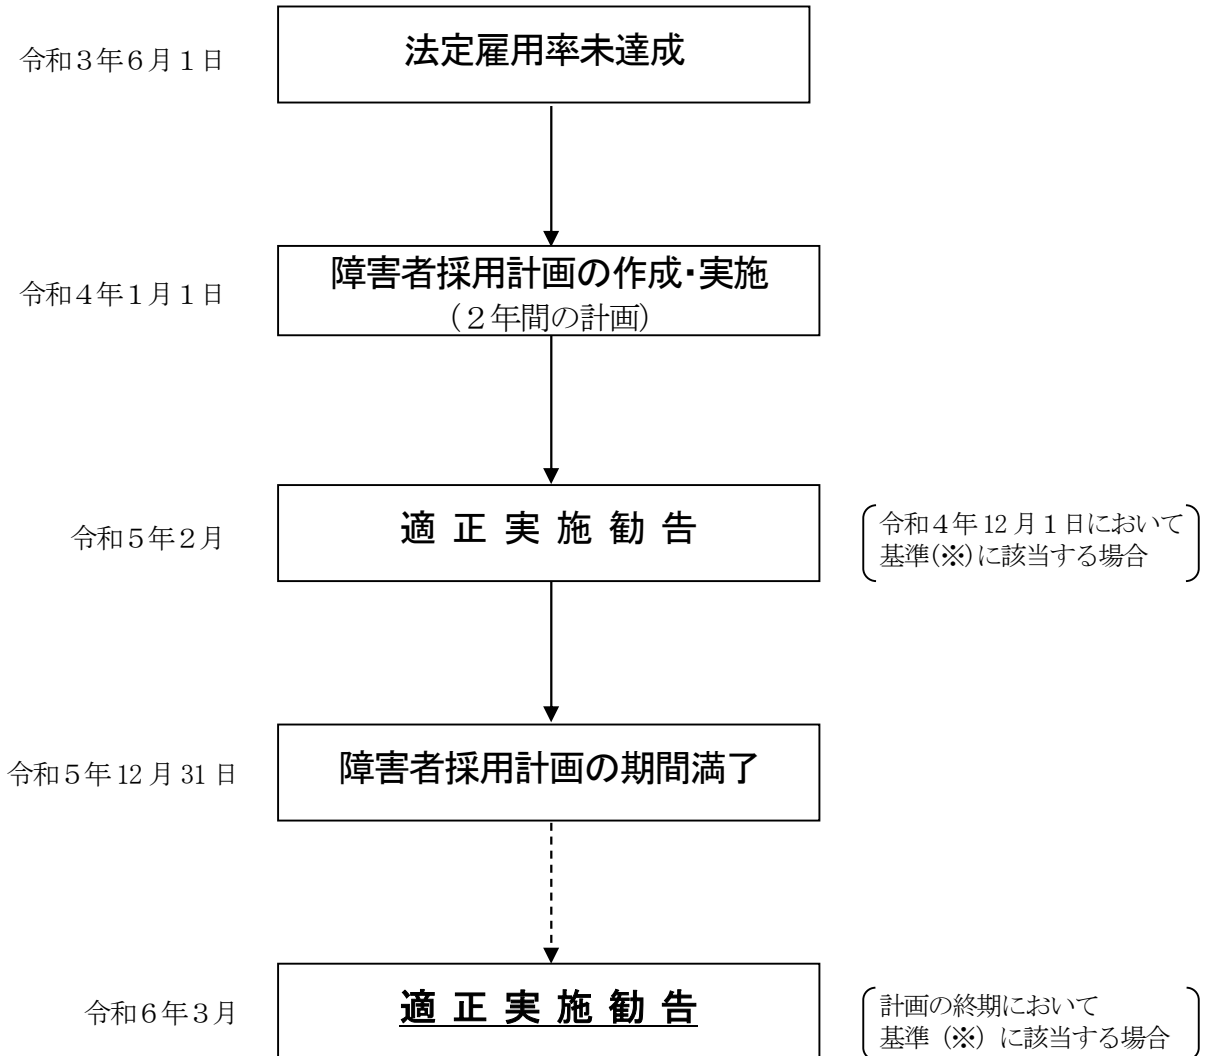 令和３年６月１日
法定雇用率未達成
令和４年１月１日
障害者採用計画の作成・実施
（２年間の計画）
令和５年２月
適 正 実 施 勧 告
令和４年 12 月１日において
基準(※)に該当する場合
令和５年 12 月 31 日
障害者採用計画の期間満了
令和６年３月
適 正 実 施 勧 告
計画の終期において
基準（※）に該当する場合